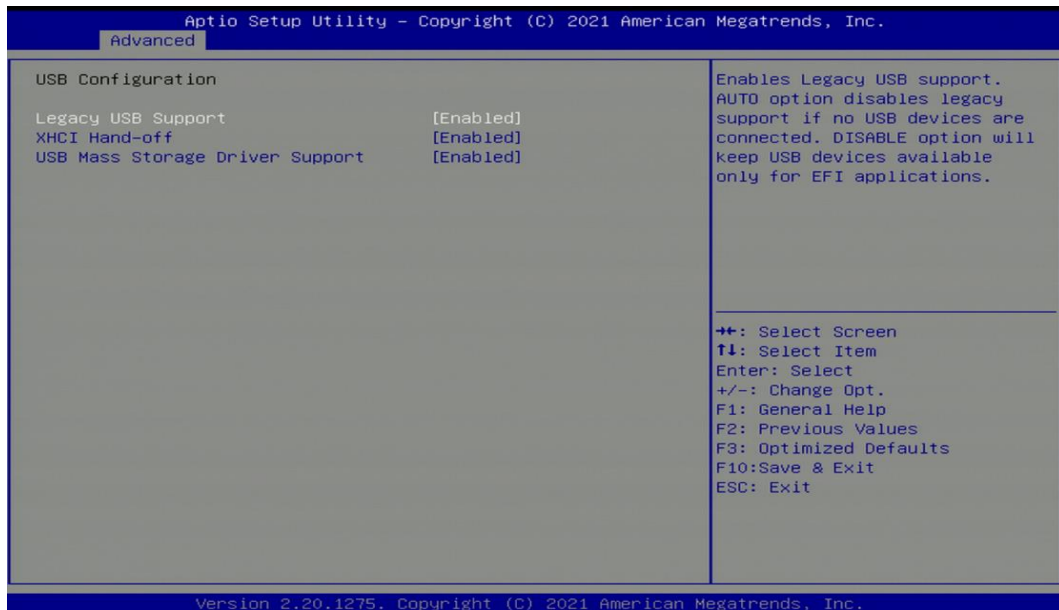 Aptio Setup Utility – Copyright (C) 2021 American Megatrends, Inc.
Advanced
USB Configuration
Legacy USB Support [Enabled]
XHCI Hand-off [Enabled]
USB Mass Storage Driver Support [Enabled]
Enables Legacy USB support.
AUTO option disables legacy
support if no USB devices are
connected. DISABLE option will
keep USB devices available
only for EFI applications.
→←: Select Screen
↑↓: Select Item
Enter: Select
+/-: Change Opt.
F1: General Help
F2: Previous Values
F3: Optimized Defaults
F10:Save & Exit
ESC: Exit
Version 2.20.1275. Copyright (C) 2021 American Megatrends, Inc.